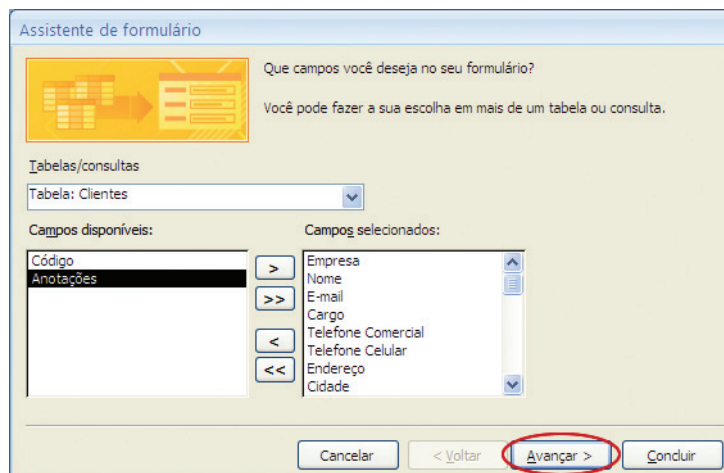 Assistente de formulário
Que campos você deseja no seu formulário?
Você pode fazer a sua escolha em mais de um tabela ou consulta.
Tabelas/consultas
Tabela: Clientes
Campos disponíveis:
Campos selecionados:
Código
Anotações
>
>>
<
<<
Empresa
Nome
E-mail
Cargo
Telefone Comercial
Telefone Celular
Endereço
Cidade
Cancelar
< Voltar
Avançar >
Concluir